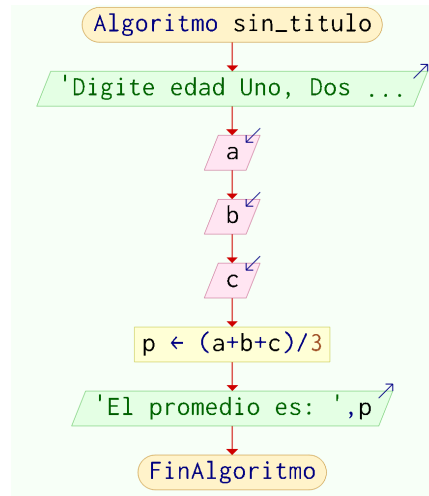 Algoritmo sin_titulo
'Digite edad Uno, Dos ...
a
b
c
p ← (a+b+c)/3
'El promedio es: ',p
FinAlgoritmo